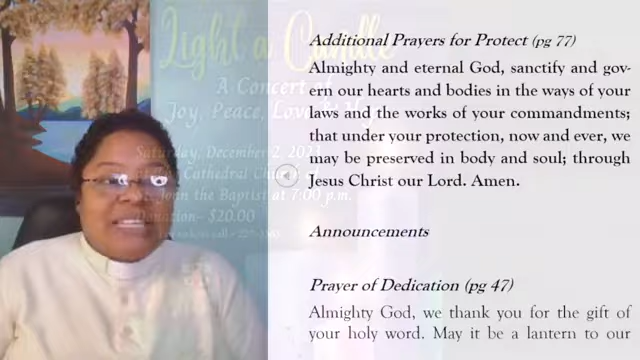 Light a Candle
A Concert of
Joy, Peace, Love &
Saturday, December 2, 2023
Cathedral Church of
St. John the Baptist at 7:00 p.m.
Donation- $20.00
Additional Prayers for Protect (pg 77)
Almighty and eternal God, sanctify and gov-
ern our hearts and bodies in the ways of your
laws and the works of your commandments;
that under your protection, now and ever, we
may be preserved in body and soul; through
Jesus Christ our Lord. Amen.
Announcements
Prayer of Dedication (pg 47)
Almighty God, we thank you for the gift of
your holy word. May it be a lantern to our